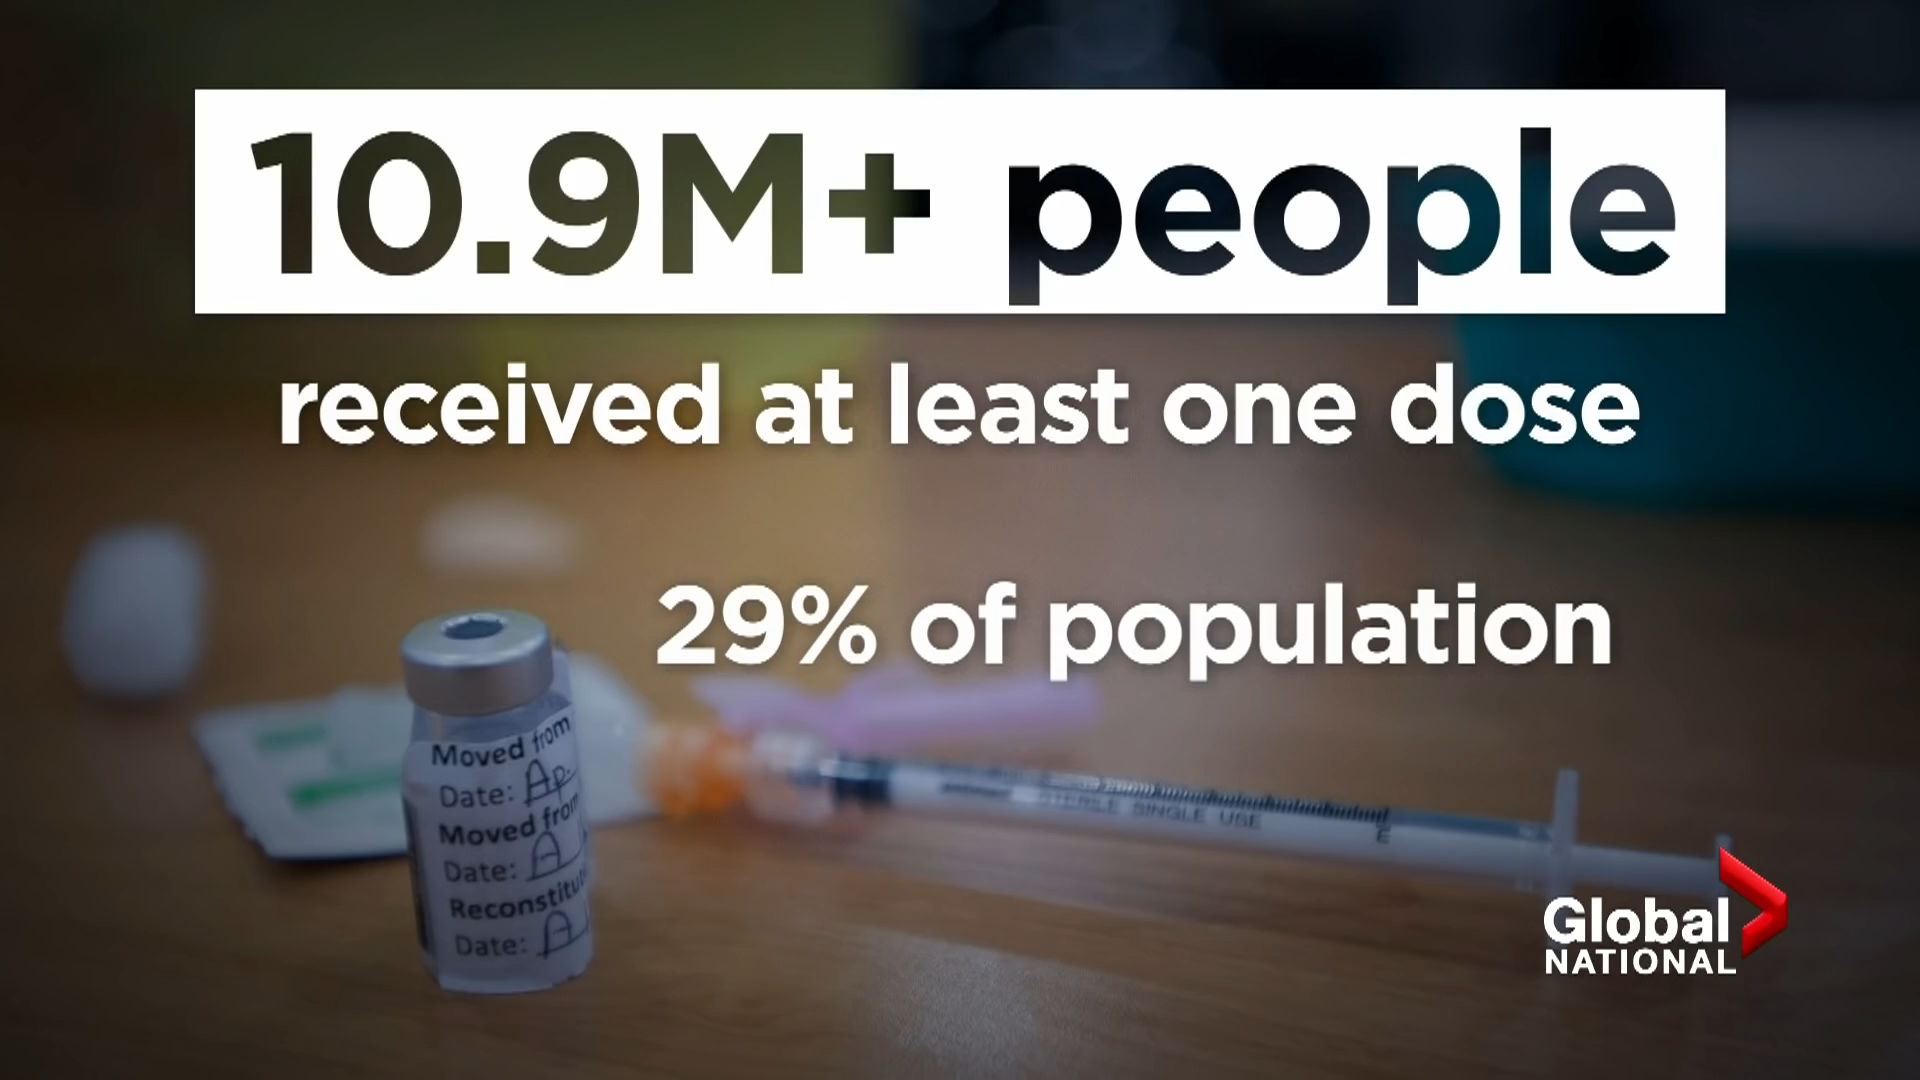 10.9M+ people
received at least one dose
29% of population
Moved from
Date: Ap.
Moved from
Date: A
Reconstitu
Date: A
STERILE SINGLE USE
Global
NATIONAL